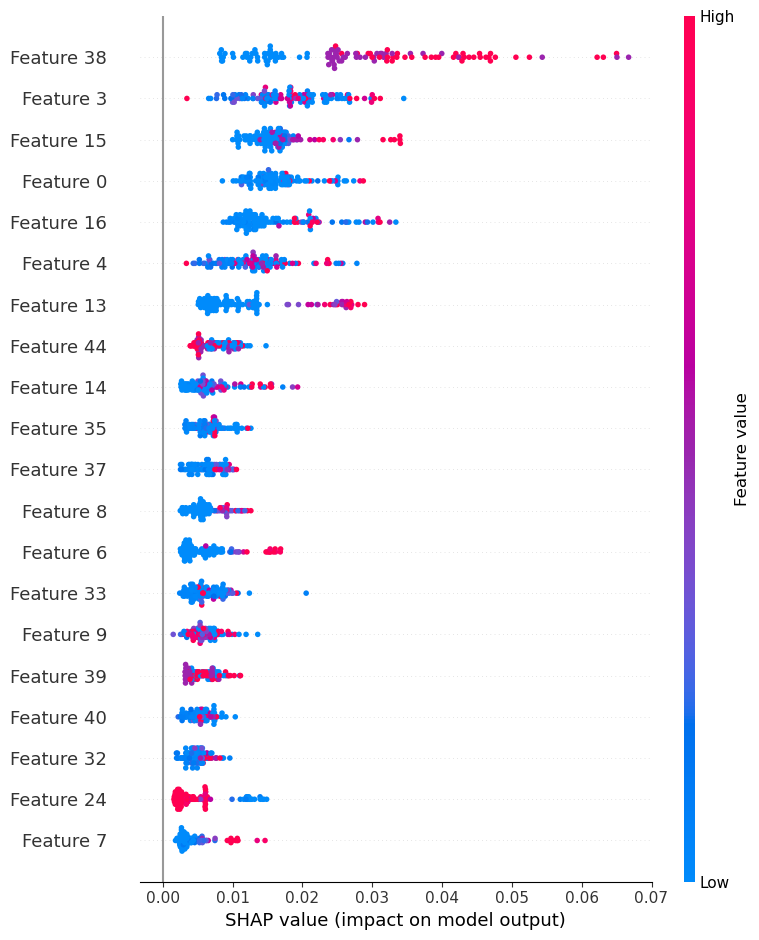 High
Feature 38
Feature 3
Feature 15
Feature 0
Feature 16
Feature 4
Feature 13
Feature 44
Feature 14
Feature 35
Feature 37
Feature 8
Feature 6
Feature 33
Feature 9
Feature 39
Feature 40
Feature 32
Feature 24
Feature 7
Feature value
Low
0.00 0.01 0.02 0.03 0.04 0.05 0.06 0.07
SHAP value (impact on model output)